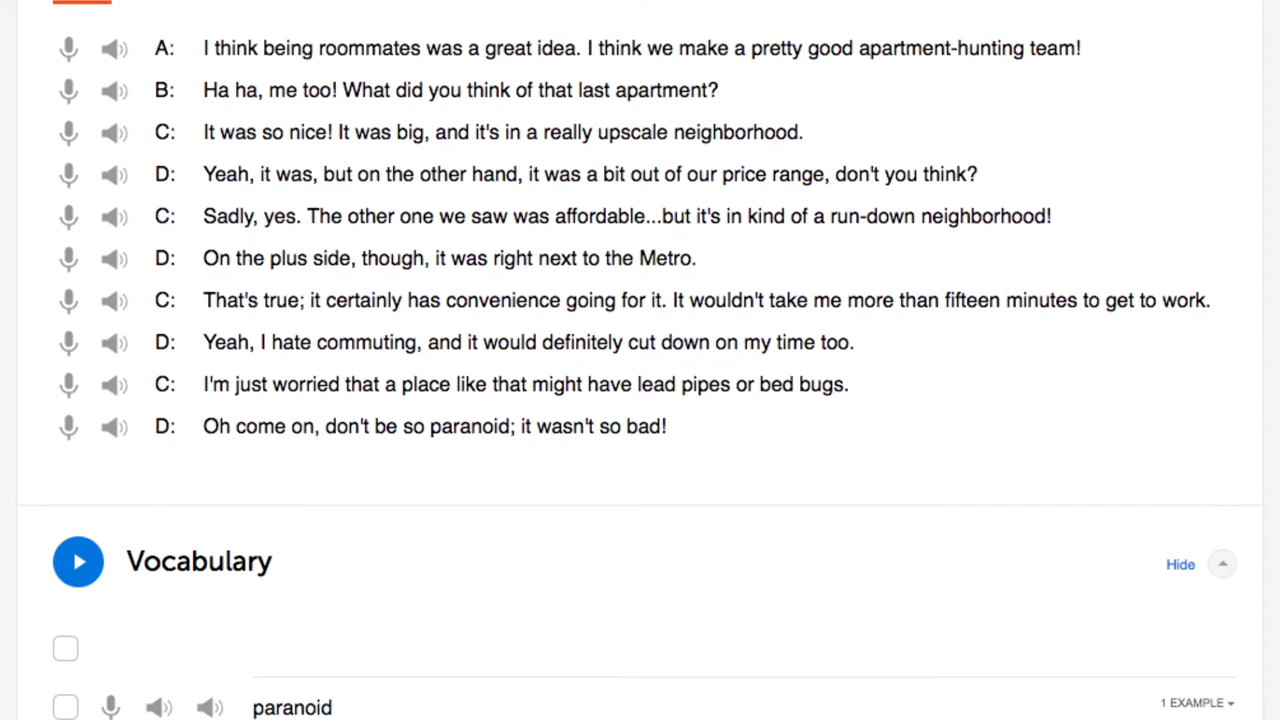 A: I think being roommates was a great idea. I think we make a pretty good apartment-hunting team!
B: Ha ha, me too! What did you think of that last apartment?
C: It was so nice! It was big, and it's in a really upscale neighborhood.
D: Yeah, it was, but on the other hand, it was a bit out of our price range, don't you think?
C: Sadly, yes. The other one we saw was affordable...but it's in kind of a run-down neighborhood!
D: On the plus side, though, it was right next to the Metro.
C: That's true; it certainly has convenience going for it. It wouldn't take me more than fifteen minutes to get to work.
D: Yeah, I hate commuting, and it would definitely cut down on my time too.
C: I'm just worried that a place like that might have lead pipes or bed bugs.
D: Oh come on, don't be so paranoid; it wasn't so bad!
Vocabulary Hide
paranoid 1 EXAMPLE